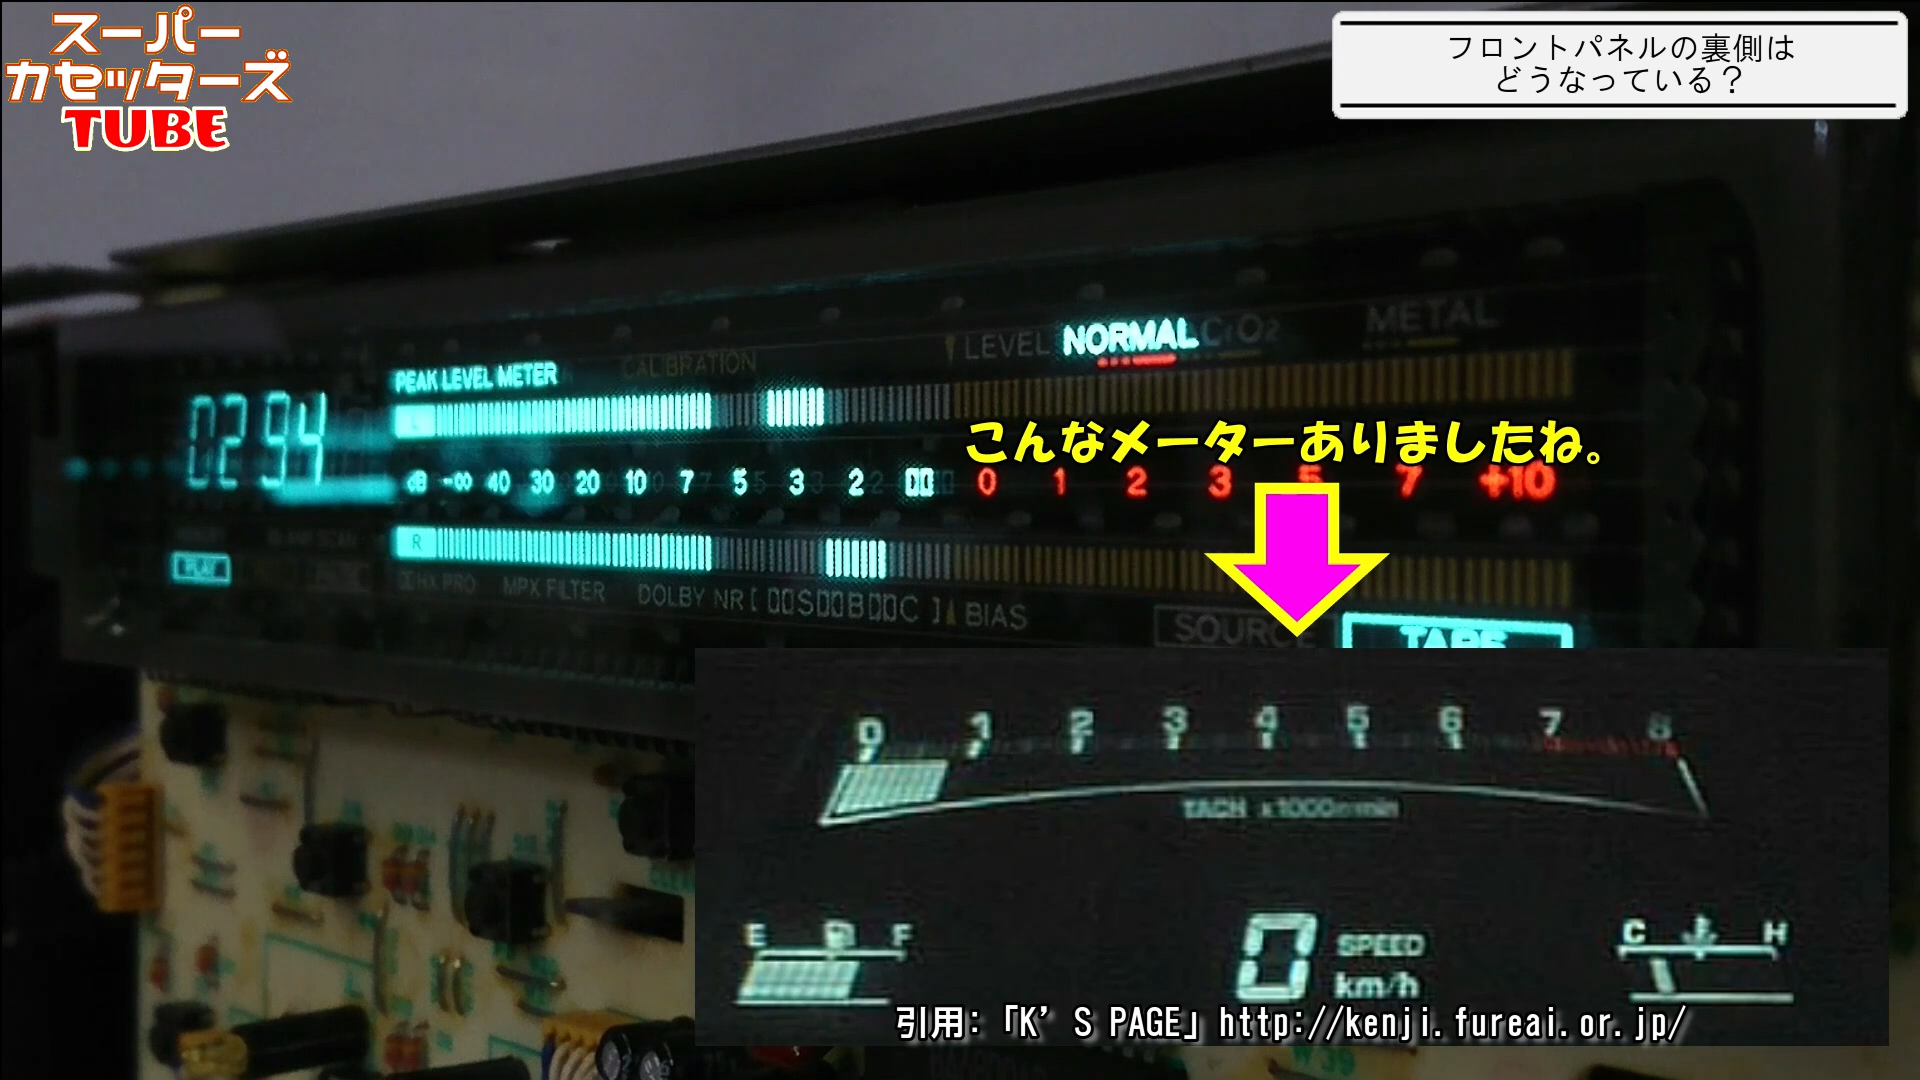 スーパー
カセッターズ
TUBE
フロントパネルの裏側は
どうなっている？
CALIBRATION
LEVEL NORMAL CrO2 METAL
PEAK LEVEL METER
0294
L
こんなメーターありましたね。
dB -∞ 40 30 20 10 7 5 3 2 0 1 2 3 5 7 +10
R
PLAY
HX PRO MPX FILTER DOLBY NR [ S B C ] BIAS
SOURCE TAPE
0 1 2 3 4 5 6 7 8
TACH x1000r/min
E F
0 SPEED
km/h
C H
引用:「K’S PAGE」http://kenji.fureai.or.jp/